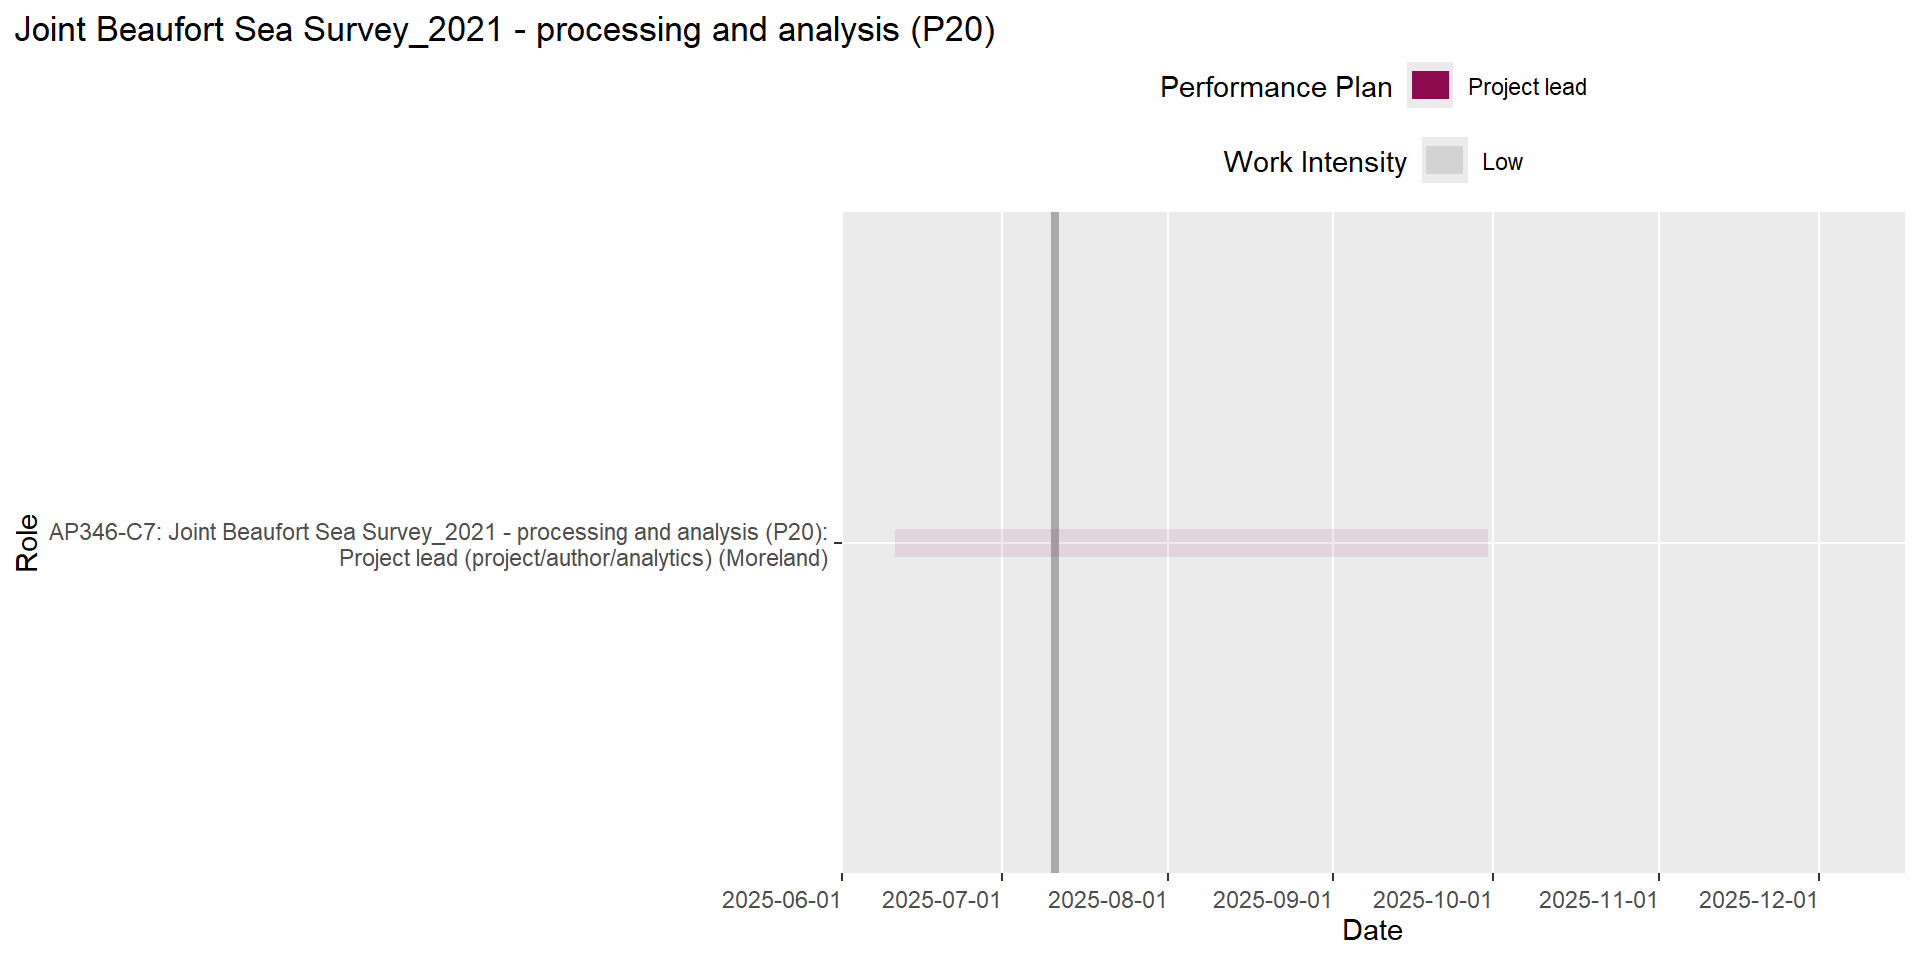 Joint Beaufort Sea Survey_2021 - processing and analysis (P20)
Performance Plan Project lead
Work Intensity Low
Role
AP346-C7: Joint Beaufort Sea Survey_2021 - processing and analysis (P20):
Project lead (project/author/analytics) (Moreland)
2025-06-01 2025-07-01 2025-08-01 2025-09-01 2025-10-01 2025-11-01 2025-12-01
Date